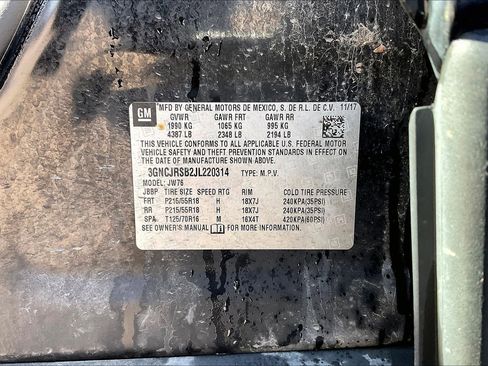 GM
MFD BY GENERAL MOTORS DE MEXICO, S. DE R.L. DE C.V. 11/17
GVWR GAWR FRT GAWR RR
1990 KG 1065 KG 995 KG
4387 LB 2348 LB 2194 LB
THIS VEHICLE CONFORMS TO ALL APPLICABLE U.S. FEDERAL MOTOR
VEHICLE SAFETY AND THEFT PREVENTION STANDARDS IN EFFECT ON THE
DATE OF MANUFACTURE SHOWN ABOVE.
3GNCJRSB2JL220314 TYPE: M.P.V.
MODEL: JW76
JBBP TIRE SIZE SPEED RTG RIM COLD TIRE PRESSURE
FRT P215/55R18 H 18X7J 240KPA(35PSI)
RR P215/55R18 H 18X7J 240KPA(35PSI)
SPA T125/70R16 M 16X4T 420KPA(60PSI)
SEE OWNER'S MANUAL FOR MORE INFORMATION.